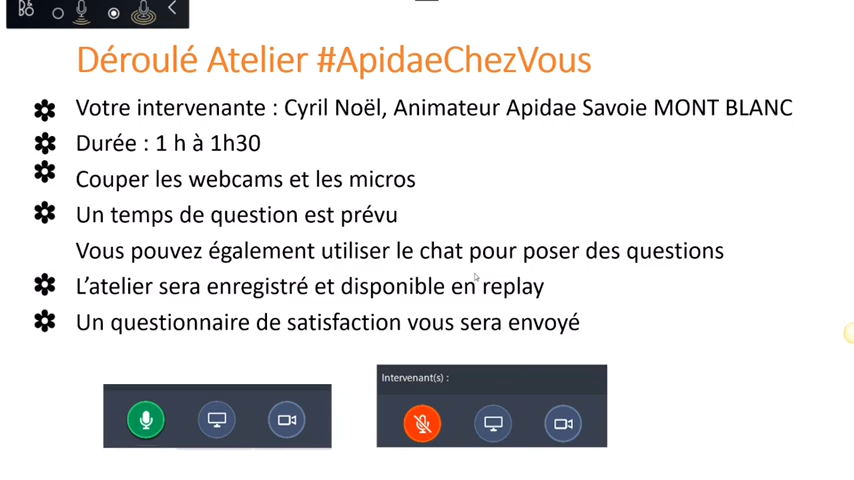 Déroulé Atelier #ApidaeChezVous
Votre intervenante : Cyril Noël, Animateur Apidae Savoie MONT BLANC
Durée : 1 h à 1h30
Couper les webcams et les micros
Un temps de question est prévu
Vous pouvez également utiliser le chat pour poser des questions
L’atelier sera enregistré et disponible en replay
Un questionnaire de satisfaction vous sera envoyé
Intervenant(s) :